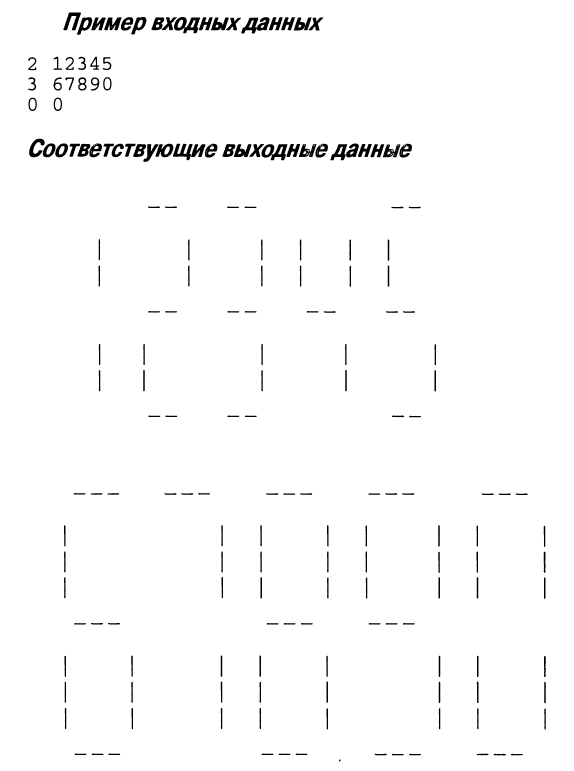 Пример входных данных
2 12345
3 67890
0 0
Соответствующие выходные данные
      --   --        --
|       |    | |  | |
|       |    | |  | |
      --   --   --   --
|    |       |    |    |
|    |       |    |    |
      --   --        --

 ---   ---   ---   ---   ---
|         | |   | |   | |   |
|         | |   | |   | |   |
|         | |   | |   | |   |
 ---         ---   ---
|   |     | |   |     | |   |
|   |     | |   |     | |   |
|   |     | |   |     | |   |
 ---         ---   ---   ---